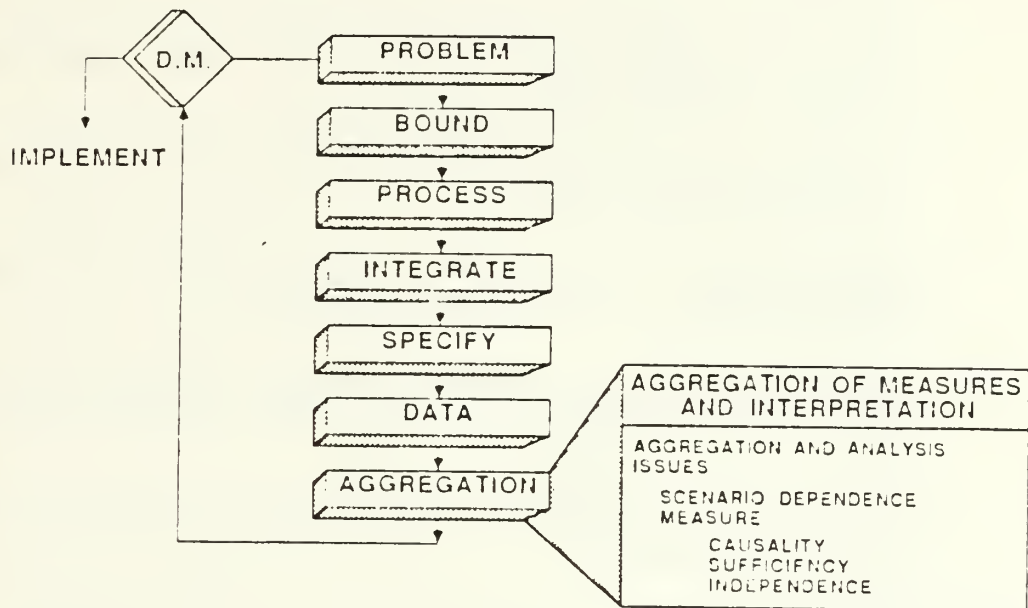 D.M.
PROBLEM
BOUND
IMPLEMENT
PROCESS
INTEGRATE
SPECIFY
DATA
AGGREGATION
AGGREGATION OF MEASURES
AND INTERPRETATION
AGGREGATION AND ANALYSIS
ISSUES
SCENARIO DEPENDENCE
MEASURE
CAUSALITY
SUFFICIENCY
INDEPENDENCE